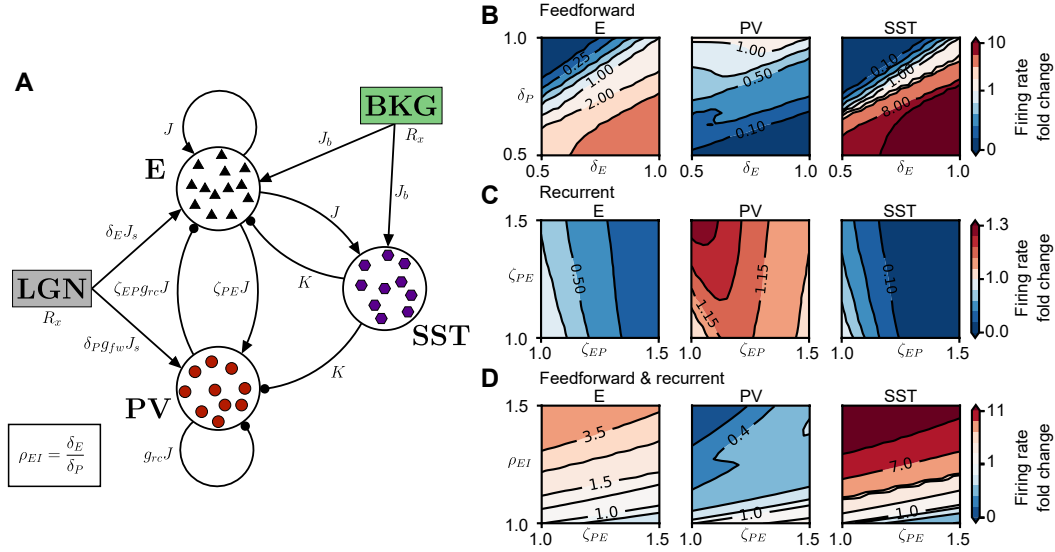 A
BKG
R_x
J
J_b
J_b
E
J
δ_E J_s
K
LGN
R_x
ζ_EP g_rc J
ζ_PE J
SST
δ_P g_fw J_s
K
PV
ρ_EI = δ_E / δ_P
g_rc J
B Feedforward
E PV SST
1.0
δ_P
0.5
0.25
1.00
2.00
1.00
0.50
0.10
0.10
1.00
8.00
0.5 δ_E 1.0
0.5 δ_E 1.0
0.5 δ_E 1.0
10
1
0
Firing rate
fold change
C Recurrent
E PV SST
1.5
ζ_PE
1.0
0.50
1.15
1.15
0.10
1.0 ζ_EP 1.5
1.0 ζ_EP 1.5
1.0 ζ_EP 1.5
1.3
1.0
0.0
Firing rate
fold change
D Feedforward & recurrent
E PV SST
1.5
ρ_EI
1.0
3.5
1.5
1.0
0.4
1.0
7.0
1.0
1.0 ζ_PE 1.5
1.0 ζ_PE 1.5
1.0 ζ_PE 1.5
11
1
0
Firing rate
fold change